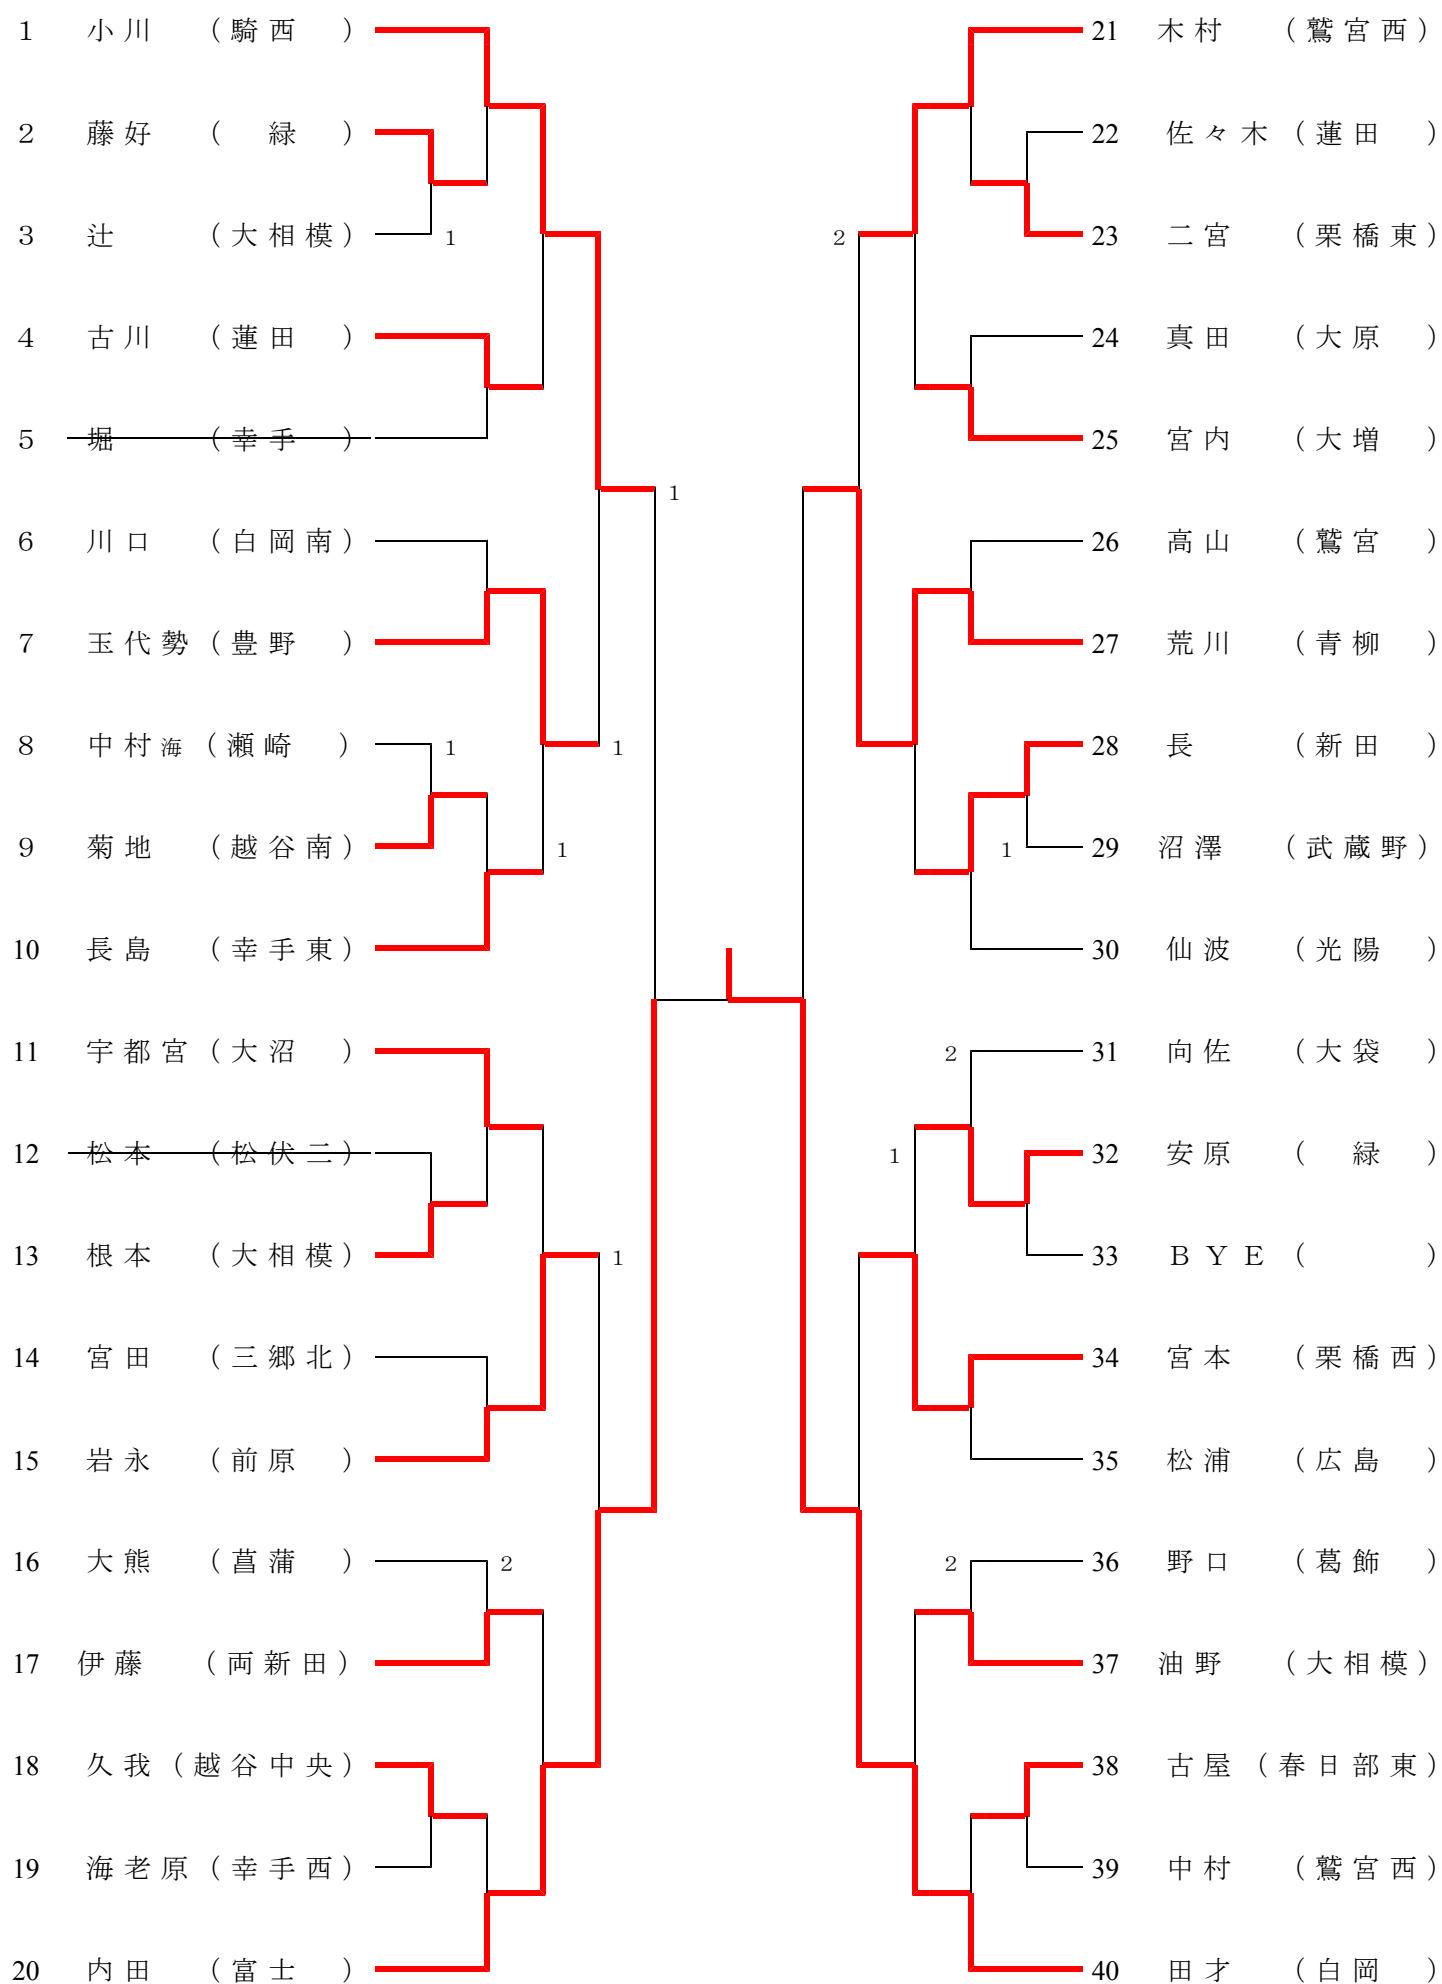 1 小川 （騎西 ）
2 藤好 （ 緑 ）
3 辻 （大相模） 1
4 古川 （蓮田 ）
5 堀 （幸手 ）
1
6 川口 （白岡南）
7 玉代勢（豊野 ）
8 中村海（瀬崎 ） 1 1
9 菊地 （越谷南） 1
10 長島 （幸手東）
11 宇都宮（大沼 ）
12 松本 （松伏二）
13 根本 （大相模） 1
14 宮田 （三郷北）
15 岩永 （前原 ）
16 大熊 （菖蒲 ） 2
17 伊藤 （両新田）
18 久我（越谷中央）
19 海老原（幸手西）
20 内田 （富士 ）
21 木村 （鷲宮西）
22 佐々木（蓮田 ）
2 23 二宮 （栗橋東）
24 真田 （大原 ）
25 宮内 （大増 ）
26 高山 （鷲宮 ）
27 荒川 （青柳 ）
28 長 （新田 ）
1 29 沼澤 （武蔵野）
30 仙波 （光陽 ）
2 31 向佐 （大袋 ）
1 32 安原 （ 緑 ）
33 ＢＹＥ（ ）
34 宮本 （栗橋西）
35 松浦 （広島 ）
2 36 野口 （葛飾 ）
37 油野 （大相模）
38 古屋（春日部東）
39 中村 （鷲宮西）
40 田才 （白岡 ）